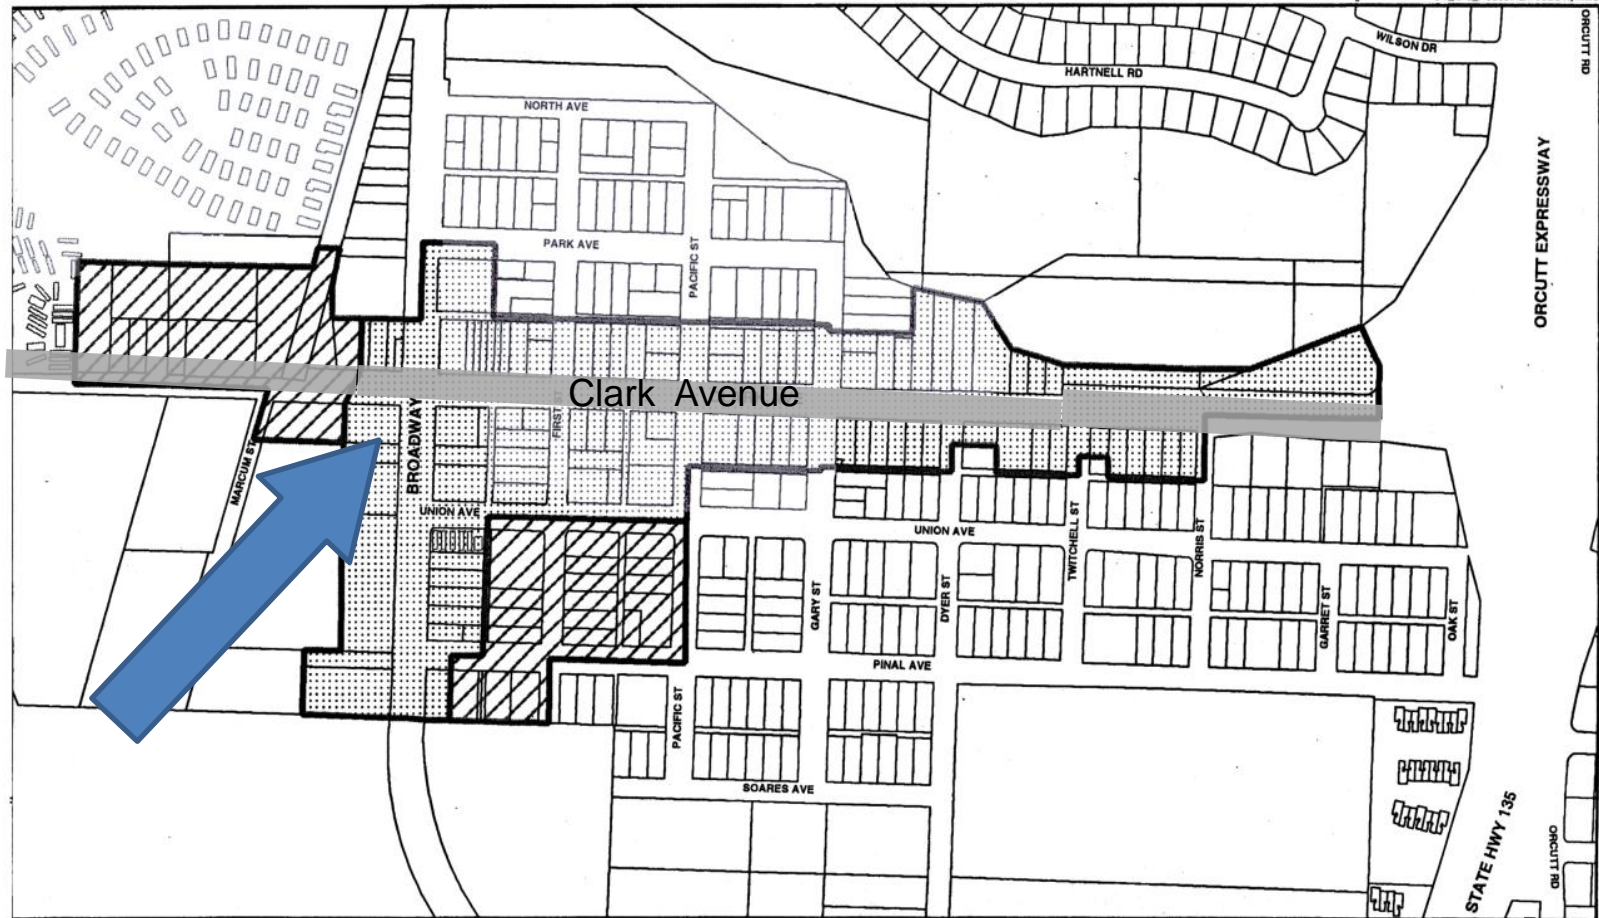 ORCUTT RD
WILSON DR
HARTNELL RD
NORTH AVE
ORCUTT EXPRESSWAY
PARK AVE
PACIFIC ST
Clark Avenue
BROADWAY
MARCUM ST
UNION AVE
UNION AVE
TWITCHELL ST
NORRIS ST
GARY ST
DYER ST
GARRET ST
OAK ST
PINAL AVE
PACIFIC ST
SOARES AVE
STATE HWY 135
ORCUTT RD